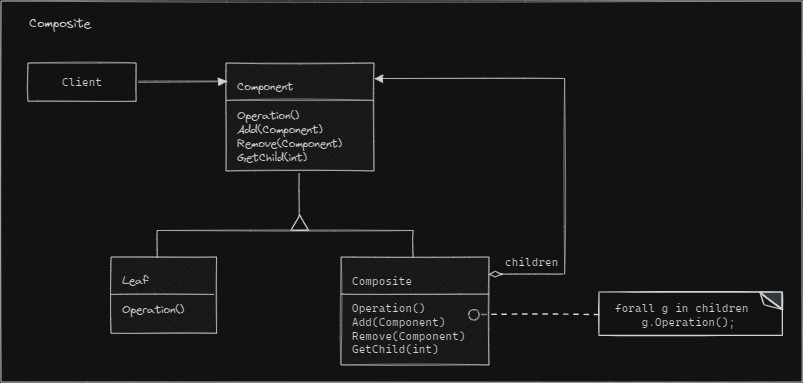 Composite
Client
Component
Operation()
Add(Component)
Remove(Component)
GetChild(int)
Leaf
Operation()
Composite
Operation()
Add(Component)
Remove(Component)
GetChild(int)
children
forall g in children
g.Operation();